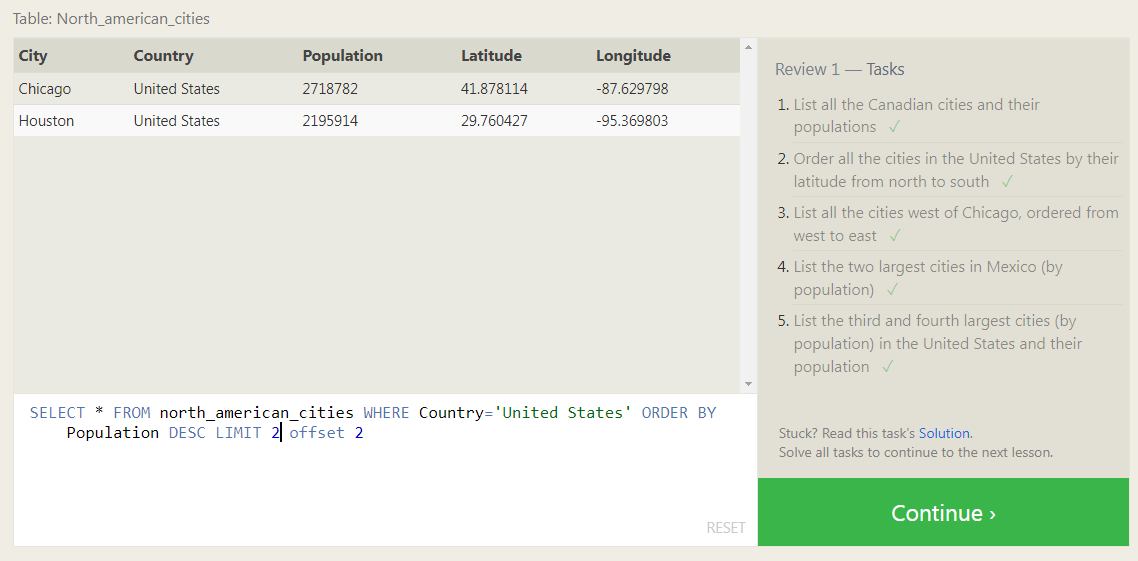 Table: North_american_cities
City Country Population Latitude Longitude
Chicago United States 2718782 41.878114 -87.629798
Houston United States 2195914 29.760427 -95.369803
SELECT * FROM north_american_cities WHERE Country='United States' ORDER BY
Population DESC LIMIT 2 offset 2
RESET
Review 1 — Tasks
1. List all the Canadian cities and their
populations ✓
2. Order all the cities in the United States by their
latitude from north to south ✓
3. List all the cities west of Chicago, ordered from
west to east ✓
4. List the two largest cities in Mexico (by
population) ✓
5. List the third and fourth largest cities (by
population) in the United States and their
population ✓
Stuck? Read this task's Solution.
Solve all tasks to continue to the next lesson.
Continue ›